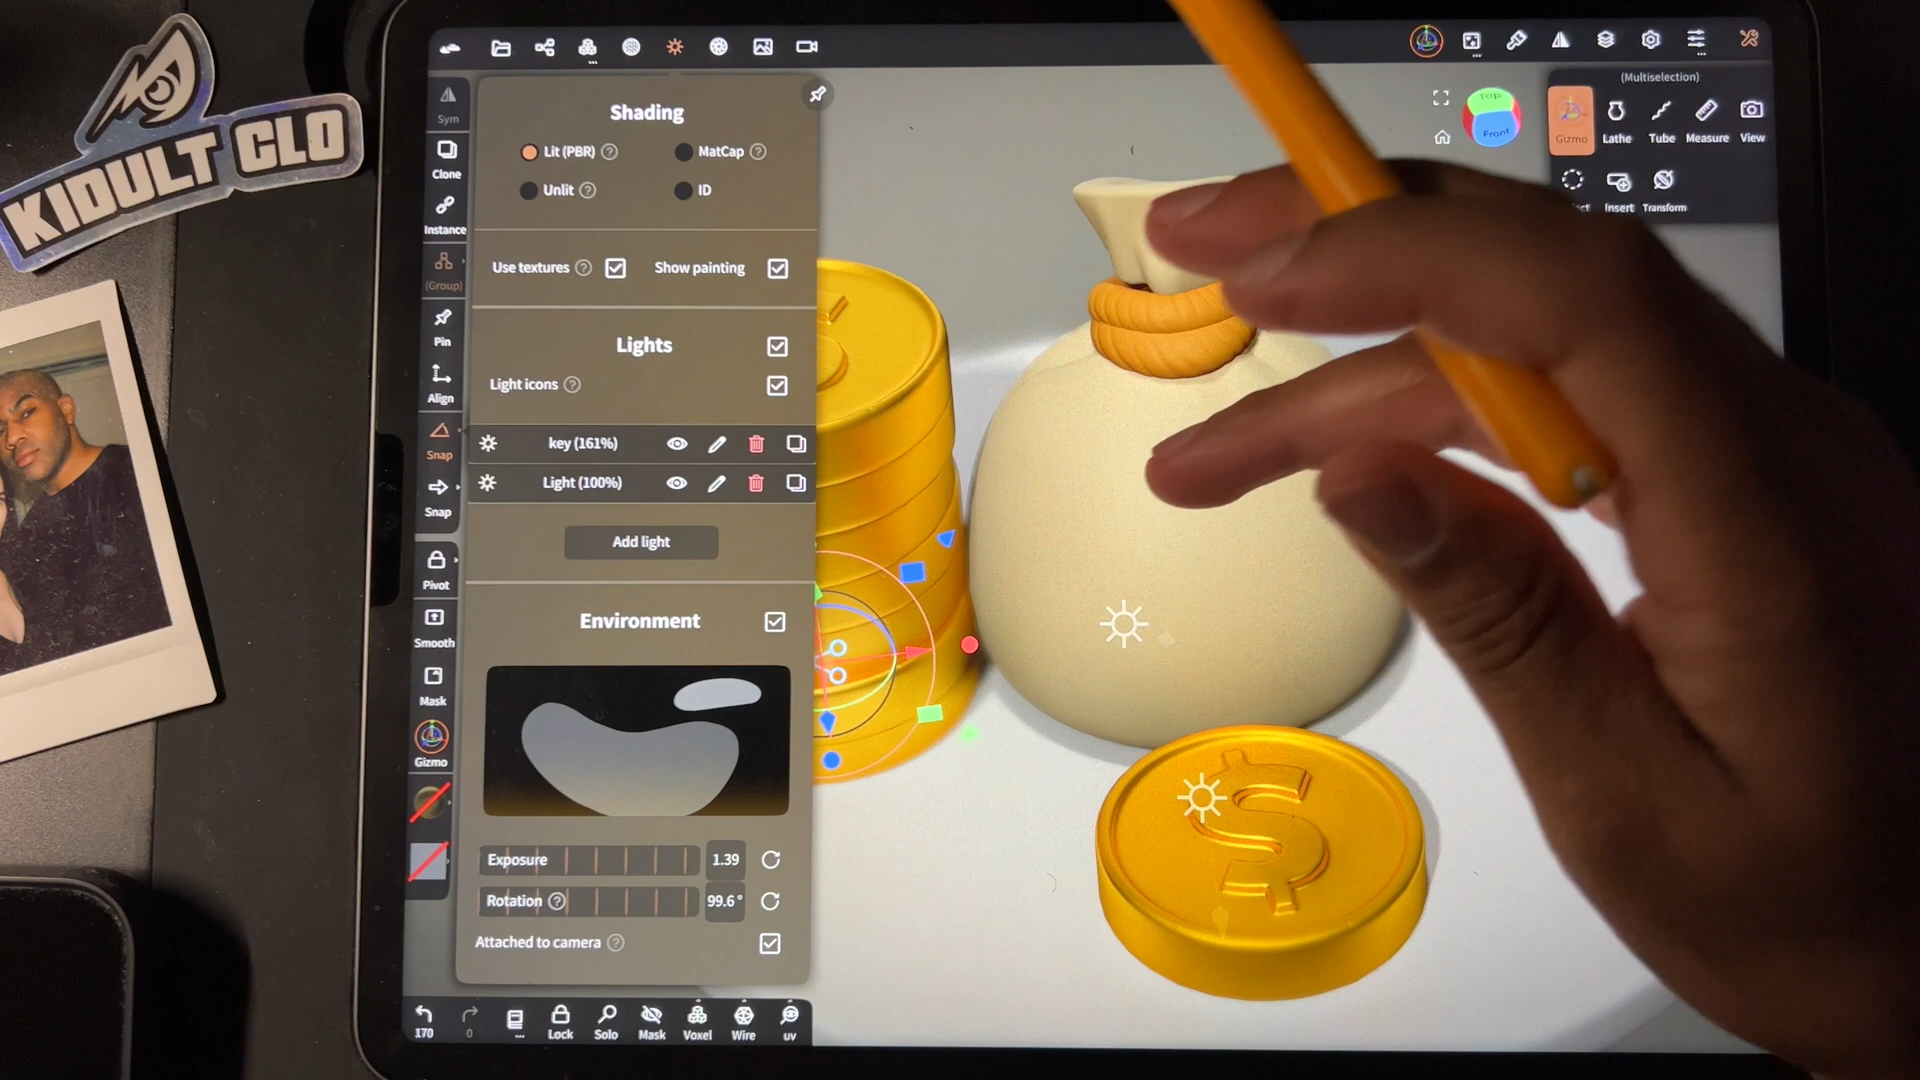 KIDULT CLO
Sym
Clone
Instance
(Group)
Pin
Align
Snap
Snap
Pivot
Smooth
Mask
Gizmo
Shading
Lit (PBR) ?
MatCap ?
Unlit ?
ID
Use textures ?
Show painting
Lights
Light icons ?
key (161%)
Light (100%)
Add light
Environment
Exposure
1.39
Rotation ?
99.6°
Attached to camera ?
170
0
...
Lock
Solo
Mask
Voxel
Wire
uv
Top
Front
(Multiselection)
Gizmo
Lathe
Tube
Measure
View
Insert
Transform
$